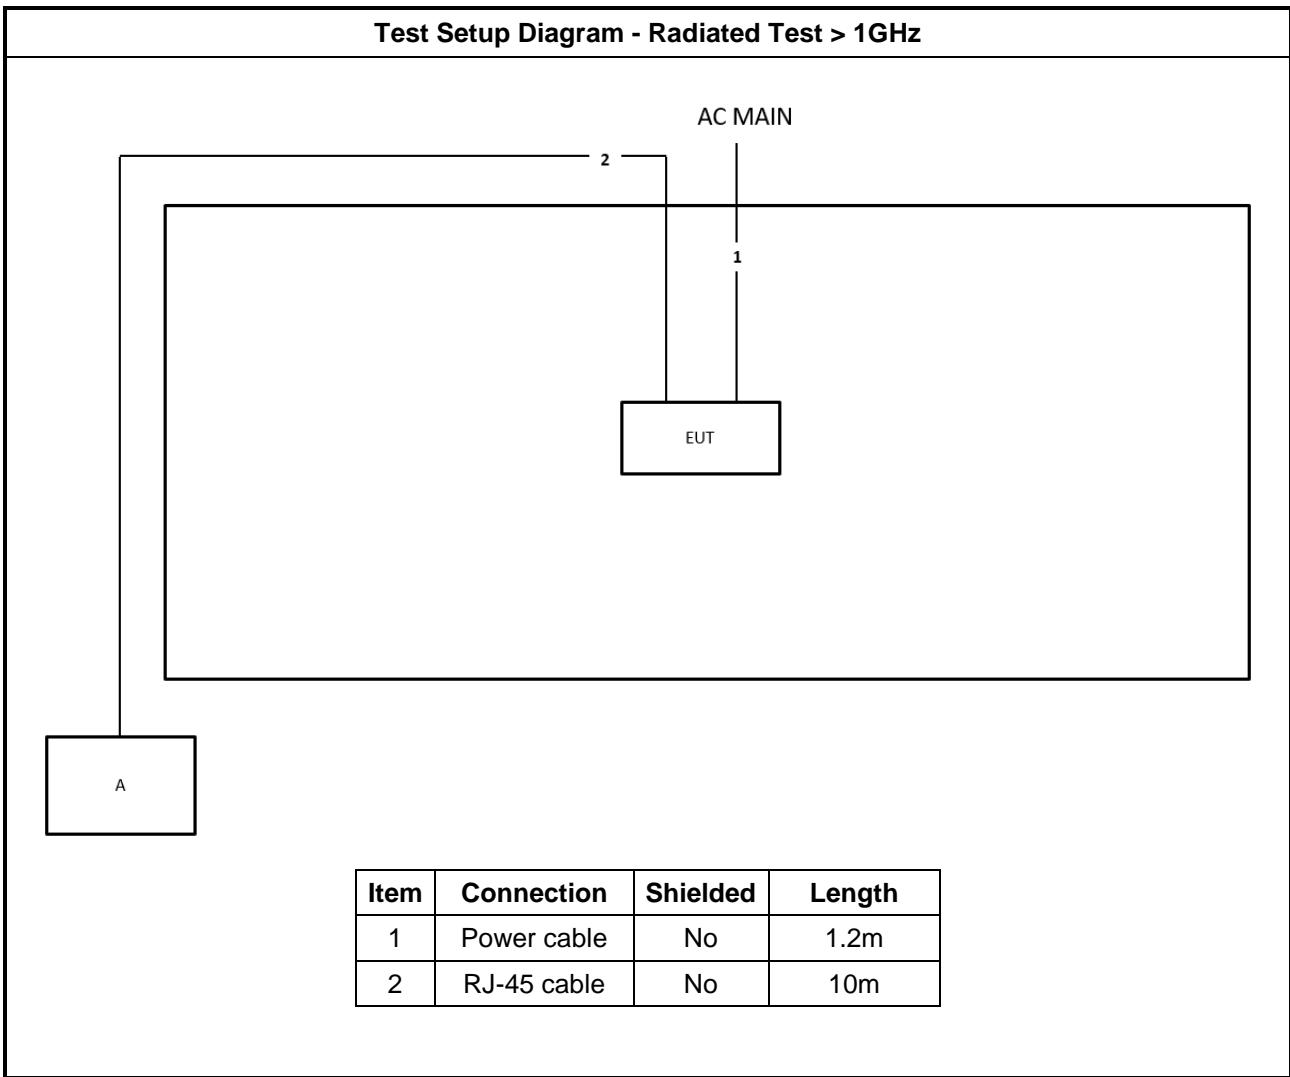 Test Setup Diagram - Radiated Test > 1GHz
AC MAIN
2
1
EUT
A
Item Connection Shielded Length
1 Power cable No 1.2m
2 RJ-45 cable No 10m